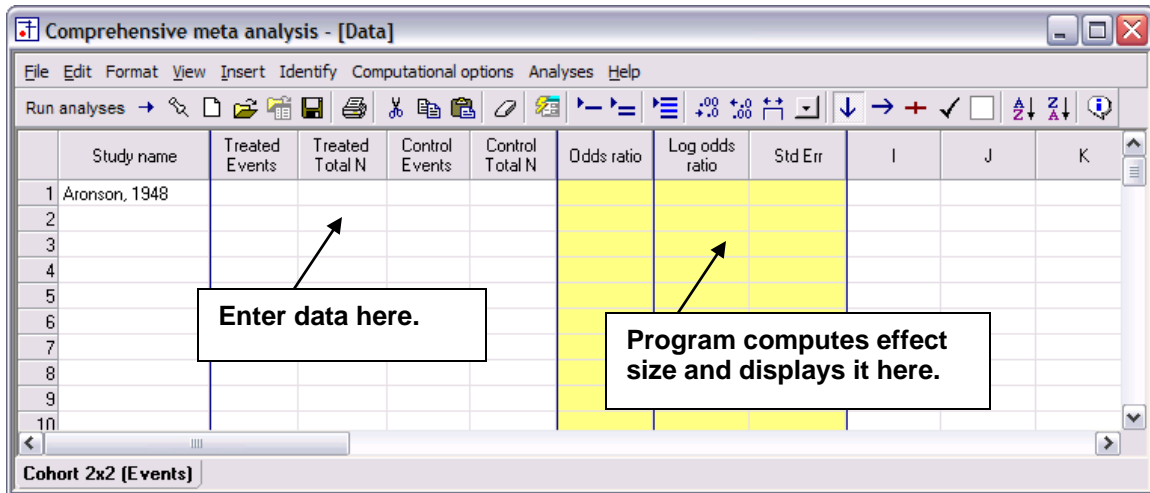 Comprehensive meta analysis - [Data]
File Edit Format View Insert Identify Computational options Analyses Help
Run analyses
Study name Treated Events Treated Total N Control Events Control Total N Odds ratio Log odds ratio Std Err I J K
1 Aronson, 1948
2
3
4
5
6
7
8
9
10
Enter data here.
Program computes effect
size and displays it here.
Cohort 2x2 (Events)